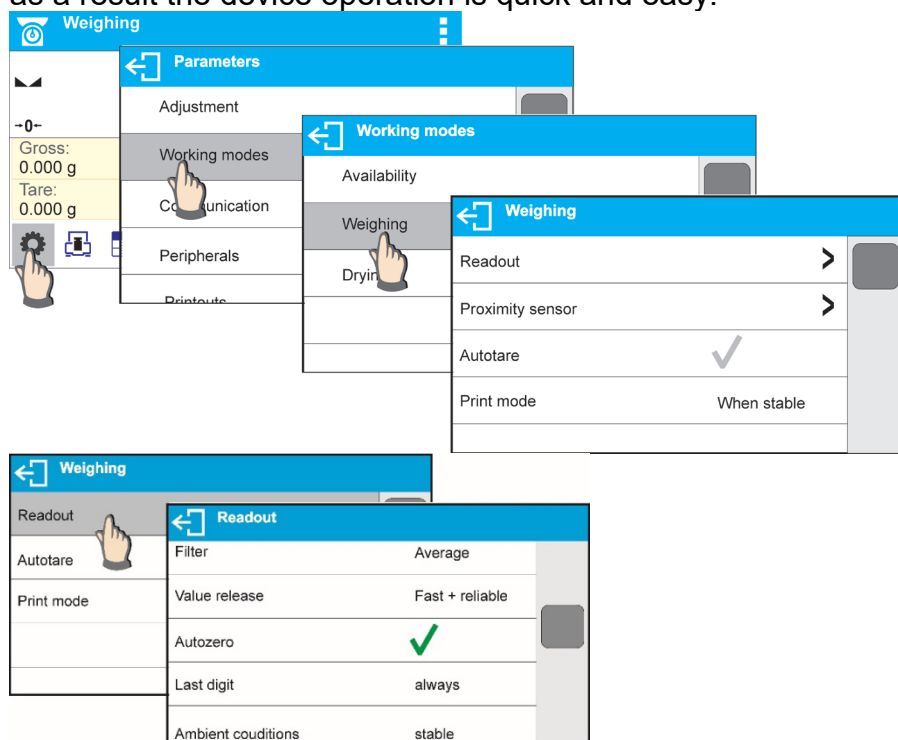 as a result the device operation is quick and easy.
Weighing
→0←
Gross:
0.000 g
Tare:
0.000 g
Parameters
Adjustment
Working modes
Communication
Peripherals
Printouts
Working modes
Availability
Weighing
Weighing
Readout
Proximity sensor
Autotare
Print mode When stable
Weighing
Readout
Autotare
Print mode
Readout
Filter Average
Value release Fast + reliable
Autozero
Last digit always
Ambient couditions stable